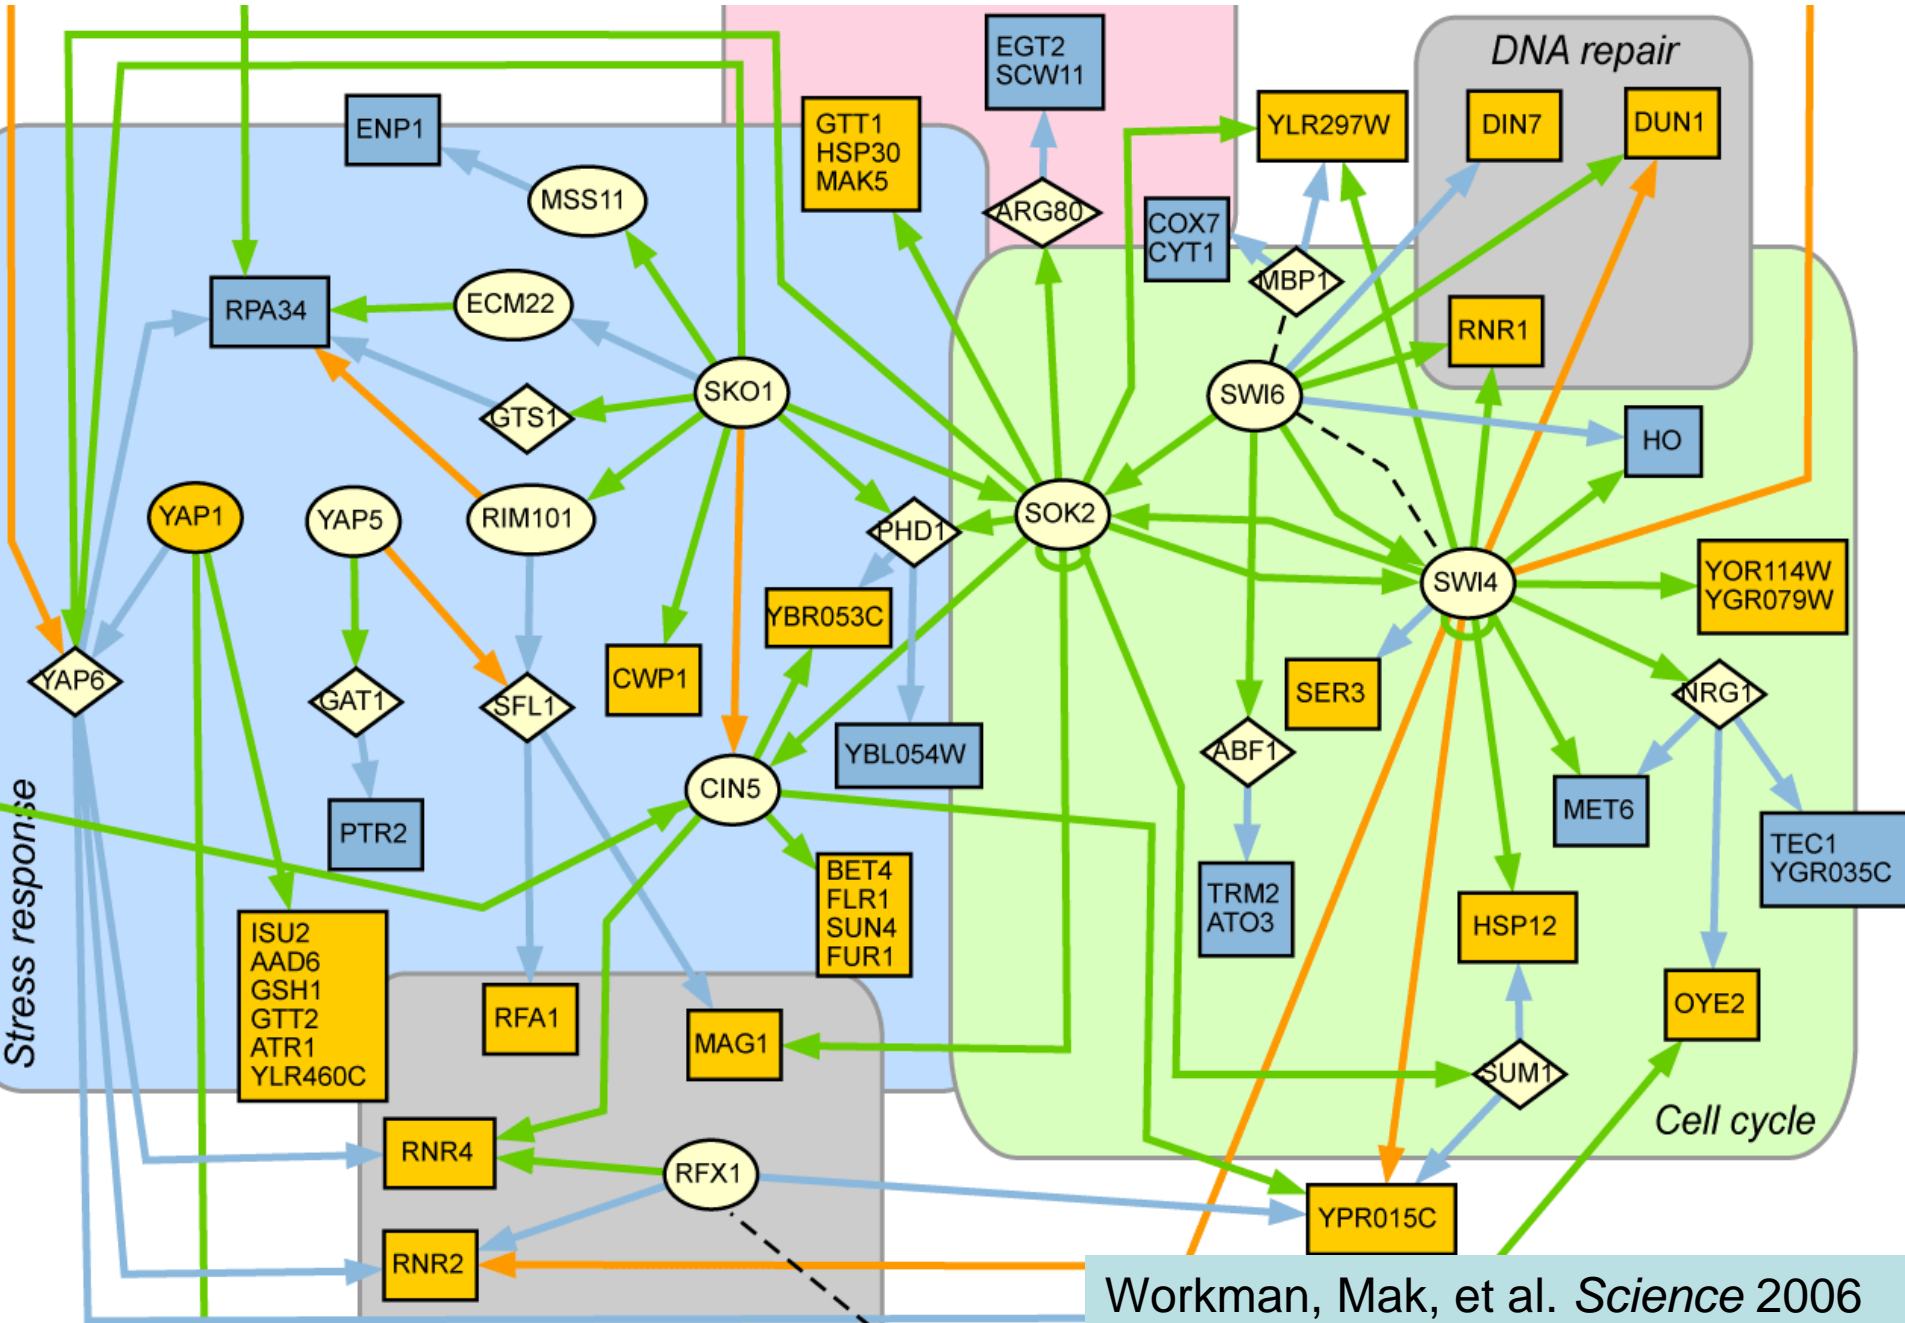 EGT2
SCW11
DNA repair
ENP1
GTT1
HSP30
MAK5
YLR297W
DIN7
DUN1
MSS11
ARG80
COX7
CYT1
MBP1
RPA34
ECM22
RNR1
SKO1
SWI6
GTS1
HO
YAP1
YAP5
RIM101
PHD1
SOK2
SWI4
YOR114W
YGR079W
YBR053C
YAP6
GAT1
SFL1
CWP1
SER3
NRG1
YBL054W
ABF1
CIN5
PTR2
MET6
TEC1
YGR035C
Stress response
BET4
FLR1
SUN4
FUR1
TRM2
ATO3
HSP12
ISU2
AAD6
GSH1
GTT2
ATR1
YLR460C
RFA1
MAG1
OYE2
SUM1
Cell cycle
RNR4
RFX1
YPR015C
RNR2
Workman, Mak, et al. Science 2006